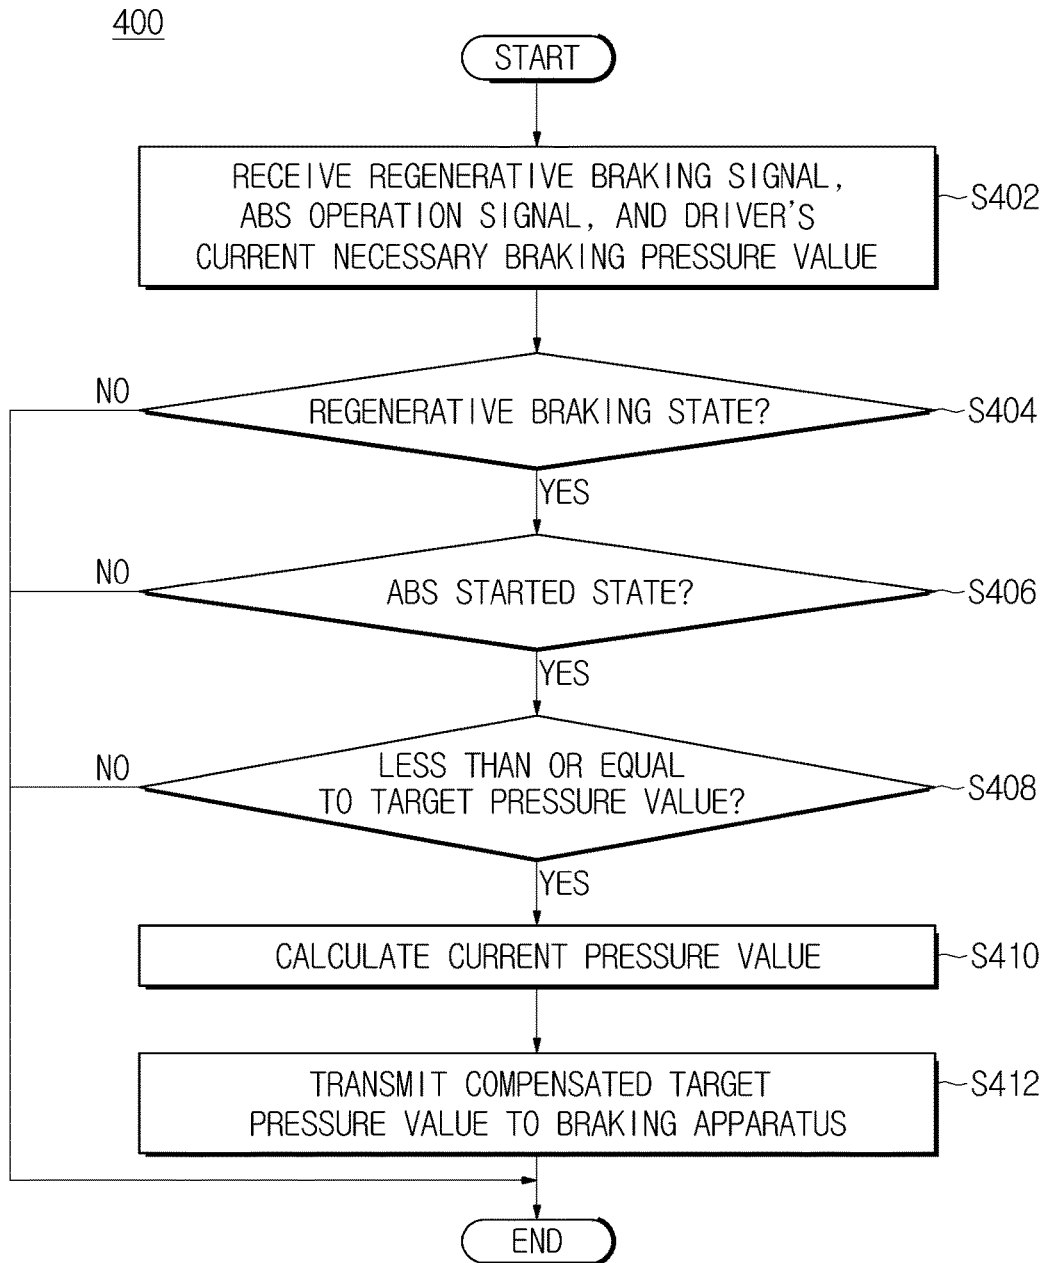 400
START
RECEIVE REGENERATIVE BRAKING SIGNAL,
ABS OPERATION SIGNAL, AND DRIVER'S
CURRENT NECESSARY BRAKING PRESSURE VALUE
S402
NO
REGENERATIVE BRAKING STATE?
S404
YES
NO
ABS STARTED STATE?
S406
YES
NO
LESS THAN OR EQUAL
TO TARGET PRESSURE VALUE?
S408
YES
CALCULATE CURRENT PRESSURE VALUE
S410
TRANSMIT COMPENSATED TARGET
PRESSURE VALUE TO BRAKING APPARATUS
S412
END